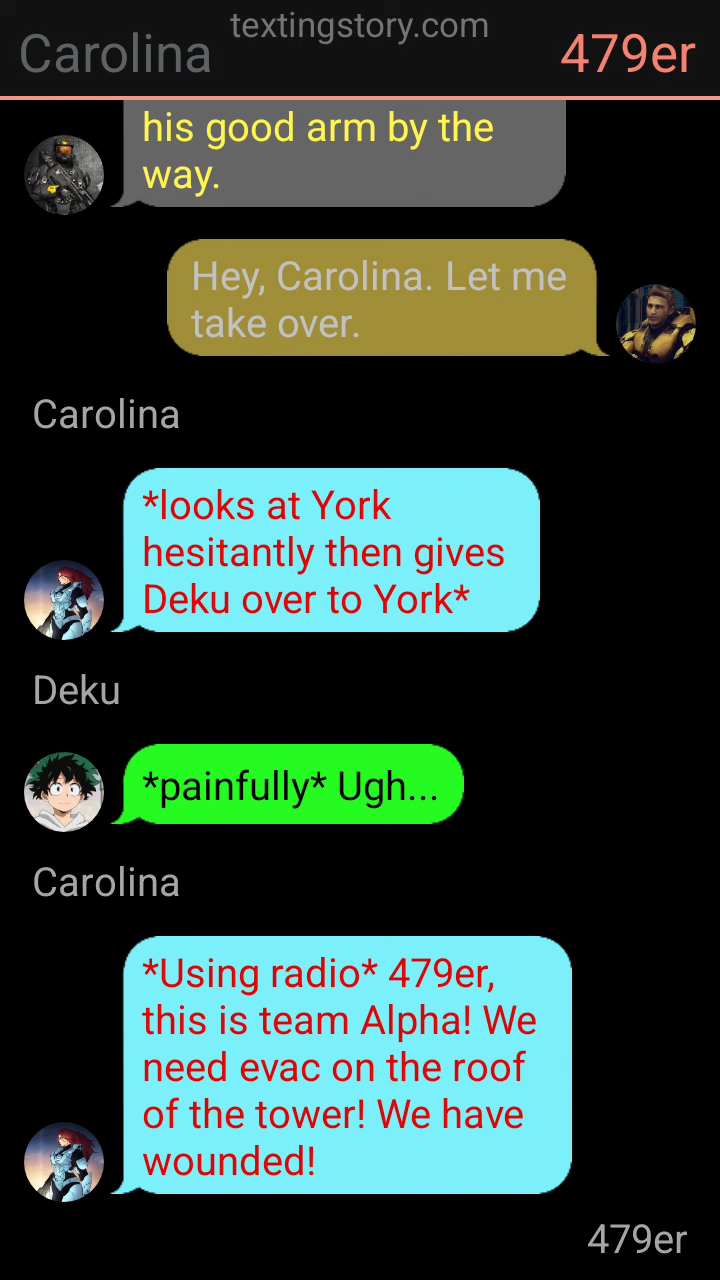 textingstory.com
Carolina
479er
his good arm by the
way.
Hey, Carolina. Let me
take over.
Carolina
*looks at York
hesitantly then gives
Deku over to York*
Deku
*painfully* Ugh...
Carolina
*Using radio* 479er,
this is team Alpha! We
need evac on the roof
of the tower! We have
wounded!
479er